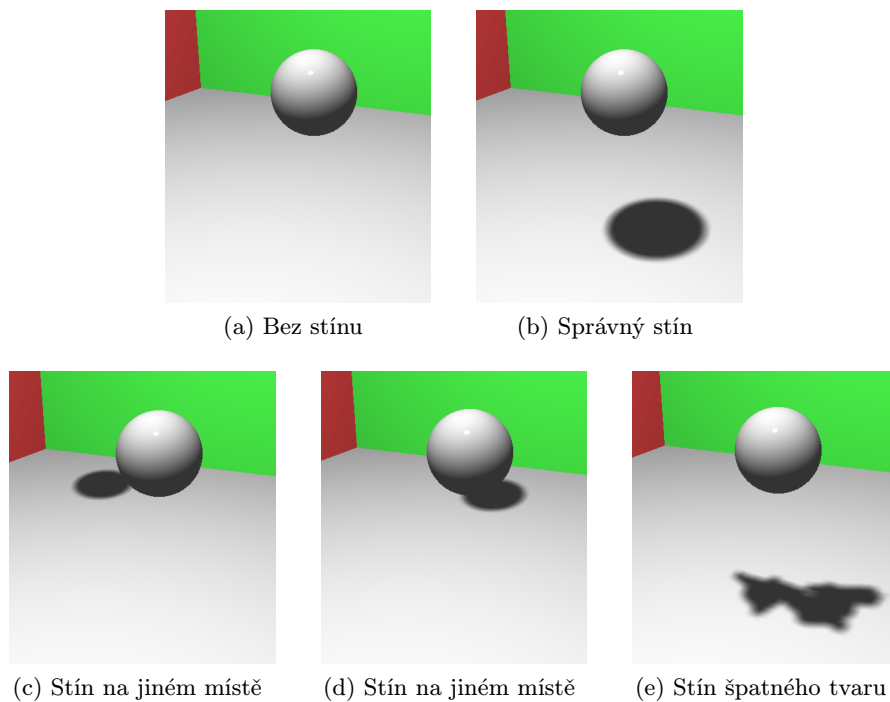 (a) Bez stínu
(b) Správný stín
(c) Stín na jiném místě
(d) Stín na jiném místě
(e) Stín špatného tvaru